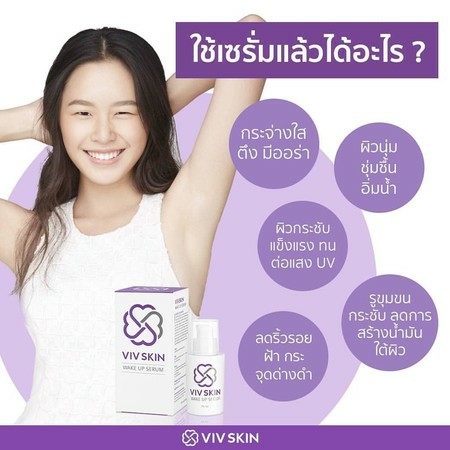 ใช้เซรั่มแล้วได้อะไร ?
กระจ่างใส
ตึง มีออร่า
ผิวนุ่ม
ชุ่มชื้น
อิ่มน้ำ
ผิวกระชับ
แข็งแรง ทน
ต่อแสง UV
รูขุมขน
กระชับ ลดการ
สร้างน้ำมัน
ใต้ผิว
ลดริ้วรอย
ฝ้า กระ
จุดด่างดำ
VIV SKIN
WAKE UP SERUM
VIV SKIN
WAKE UP SERUM
VIV SKIN